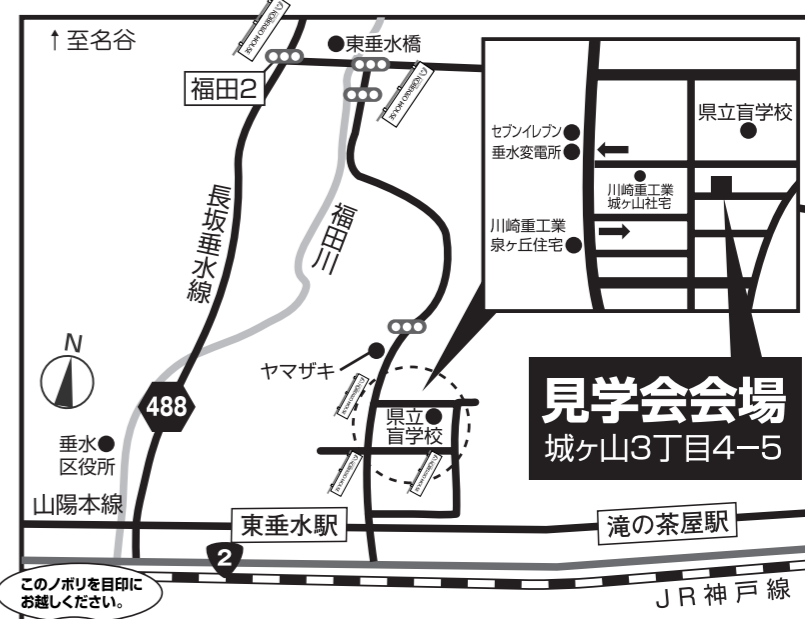 ↑至名谷
東垂水橋
福田2
長坂垂水線
福田川
セブンイレブン
垂水変電所
県立盲学校
川崎重工業
城ヶ山社宅
川崎重工業
泉ヶ丘住宅
N
ヤマザキ
488
県立
盲学校
見学会会場
城ヶ山3丁目4−5
垂水
区役所
山陽本線
東垂水駅
滝の茶屋駅
2
このノボリを目印に
お越しください。
JR神戸線